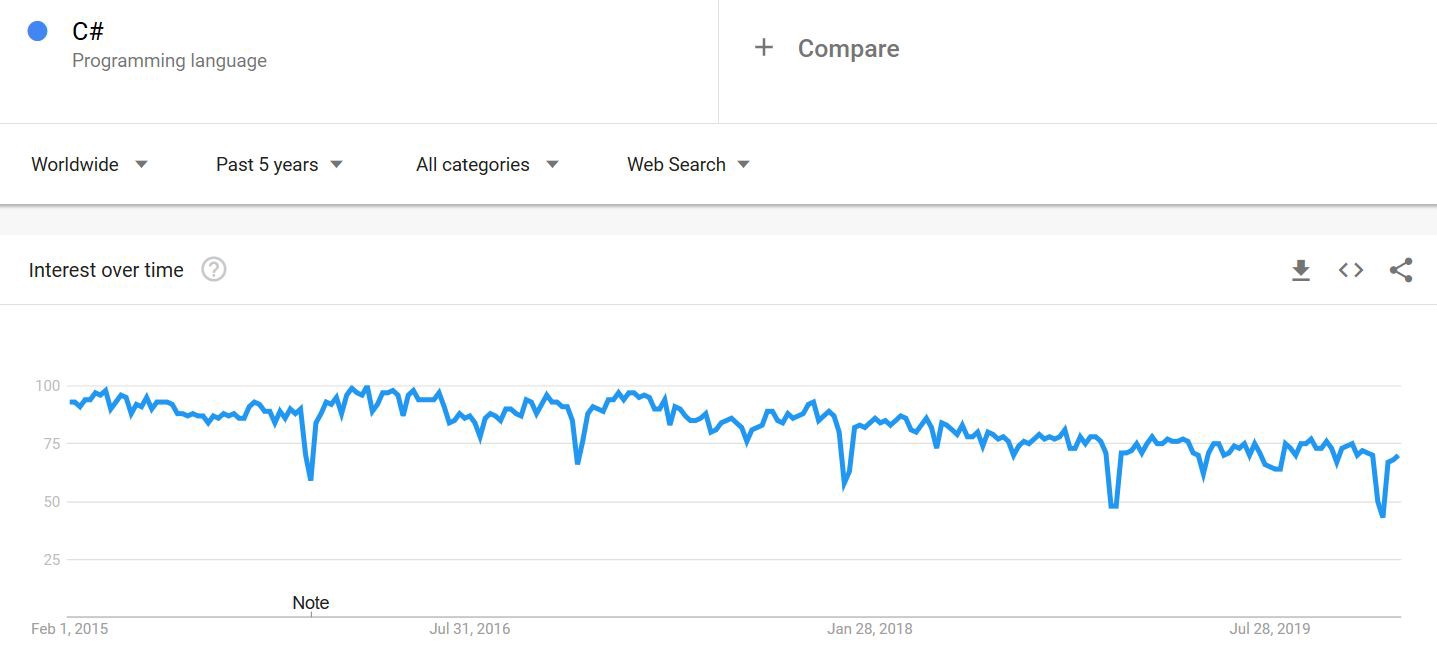 C#
Programming language
+ Compare
Worldwide Past 5 years All categories Web Search
Interest over time ?
100
75
50
25
Note
Feb 1, 2015 Jul 31, 2016 Jan 28, 2018 Jul 28, 2019